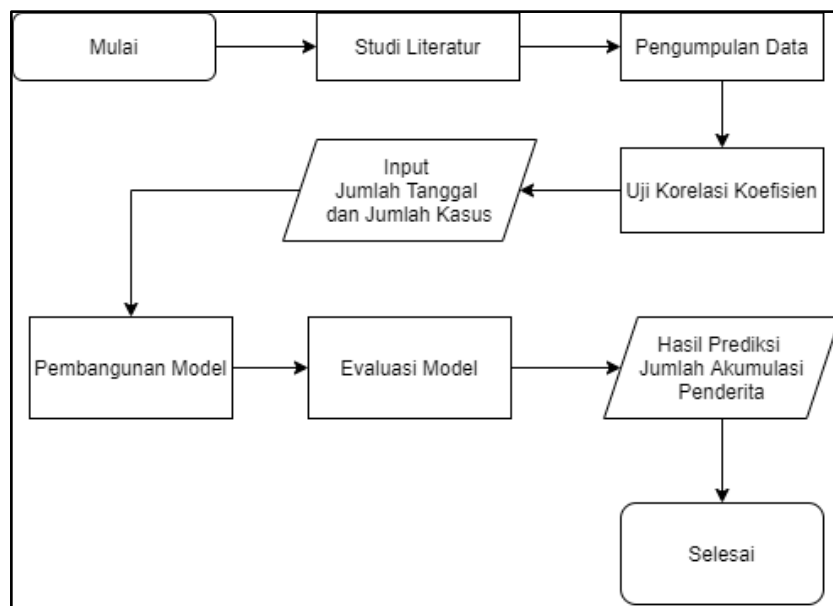 Mulai
Studi Literatur
Pengumpulan Data
Uji Korelasi Koefisien
Input
Jumlah Tanggal
dan Jumlah Kasus
Pembangunan Model
Evaluasi Model
Hasil Prediksi
Jumlah Akumulasi
Penderita
Selesai